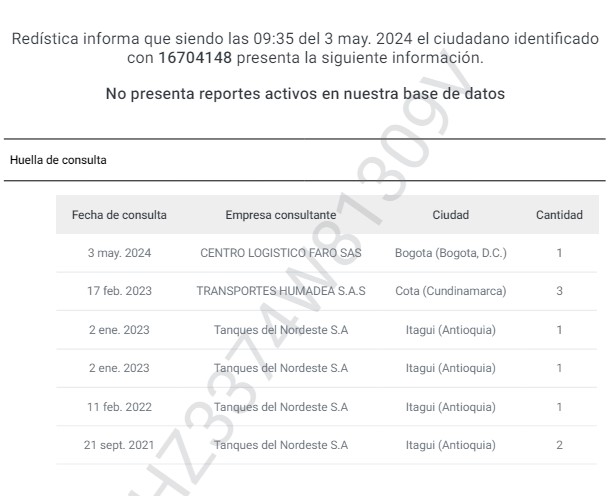 Redística informa que siendo las 09:35 del 3 may. 2024 el ciudadano identificado
con 16704148 presenta la siguiente información.
No presenta reportes activos en nuestra base de datos
Huella de consulta
Fecha de consulta Empresa consultante Ciudad Cantidad
3 may. 2024 CENTRO LOGISTICO FARO SAS Bogota (Bogota, D.C.) 1
17 feb. 2023 TRANSPORTES HUMADEA S.A.S Cota (Cundinamarca) 3
2 ene. 2023 Tanques del Nordeste S.A Itagui (Antioquia) 1
2 ene. 2023 Tanques del Nordeste S.A Itagui (Antioquia) 1
11 feb. 2022 Tanques del Nordeste S.A Itagui (Antioquia) 1
21 sept. 2021 Tanques del Nordeste S.A Itagui (Antioquia) 2
HZ3374W81309V